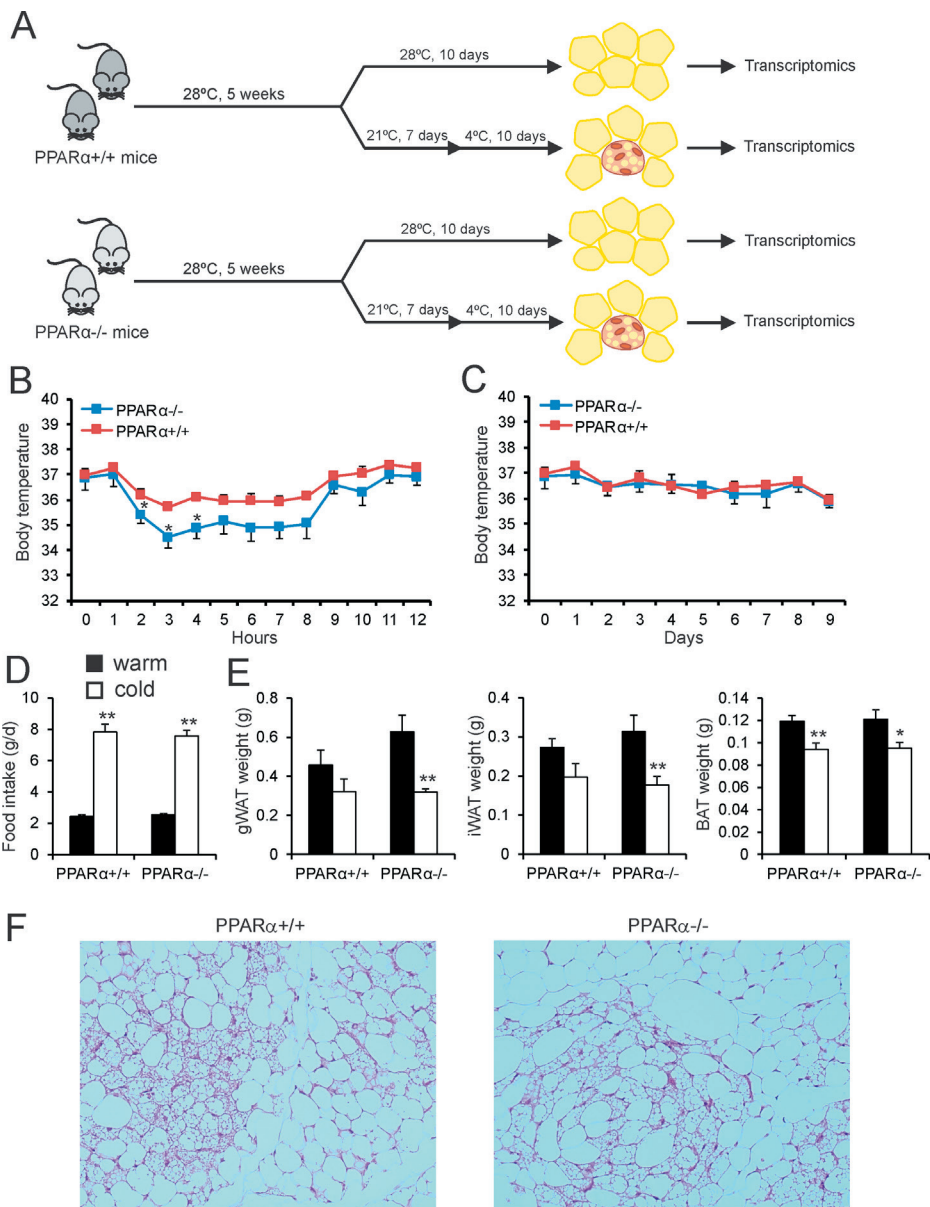 A
PPARα+/+ mice
28ºC, 5 weeks
28ºC, 10 days
Transcriptomics
21ºC, 7 days
4ºC, 10 days
Transcriptomics
PPARα-/- mice
28ºC, 5 weeks
28ºC, 10 days
Transcriptomics
21ºC, 7 days
4ºC, 10 days
Transcriptomics
B
PPARα-/-
PPARα+/+
Body temperature
40
39
38
37
36
35
34
33
32
* * *
0 1 2 3 4 5 6 7 8 9 10 11 12
Hours
C
PPARα-/-
PPARα+/+
Body temperature
40
39
38
37
36
35
34
33
32
0 1 2 3 4 5 6 7 8 9
Days
D
warm
cold
Food intake (g/d)
10
8
6
4
2
0
** **
PPARα+/+ PPARα-/-
E
gWAT weight (g)
0.8
0.6
0.4
0.2
0
**
PPARα+/+ PPARα-/-
iWAT weight (g)
0.4
0.3
0.2
0.1
0
**
PPARα+/+ PPARα-/-
BAT weight (g)
0.14
0.12
0.1
0.08
0.06
0.04
0.02
0
** *
PPARα+/+ PPARα-/-
F
PPARα+/+
PPARα-/-